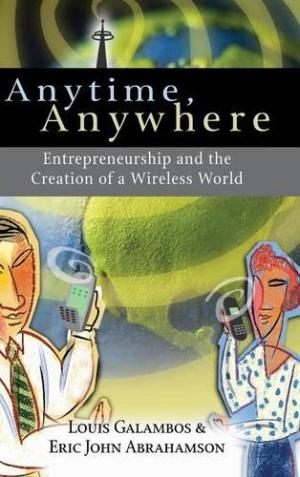 Anytime,
Anywhere
Entrepreneurship and the
Creation of a Wireless World
Louis Galambos &
Eric John Abrahamson